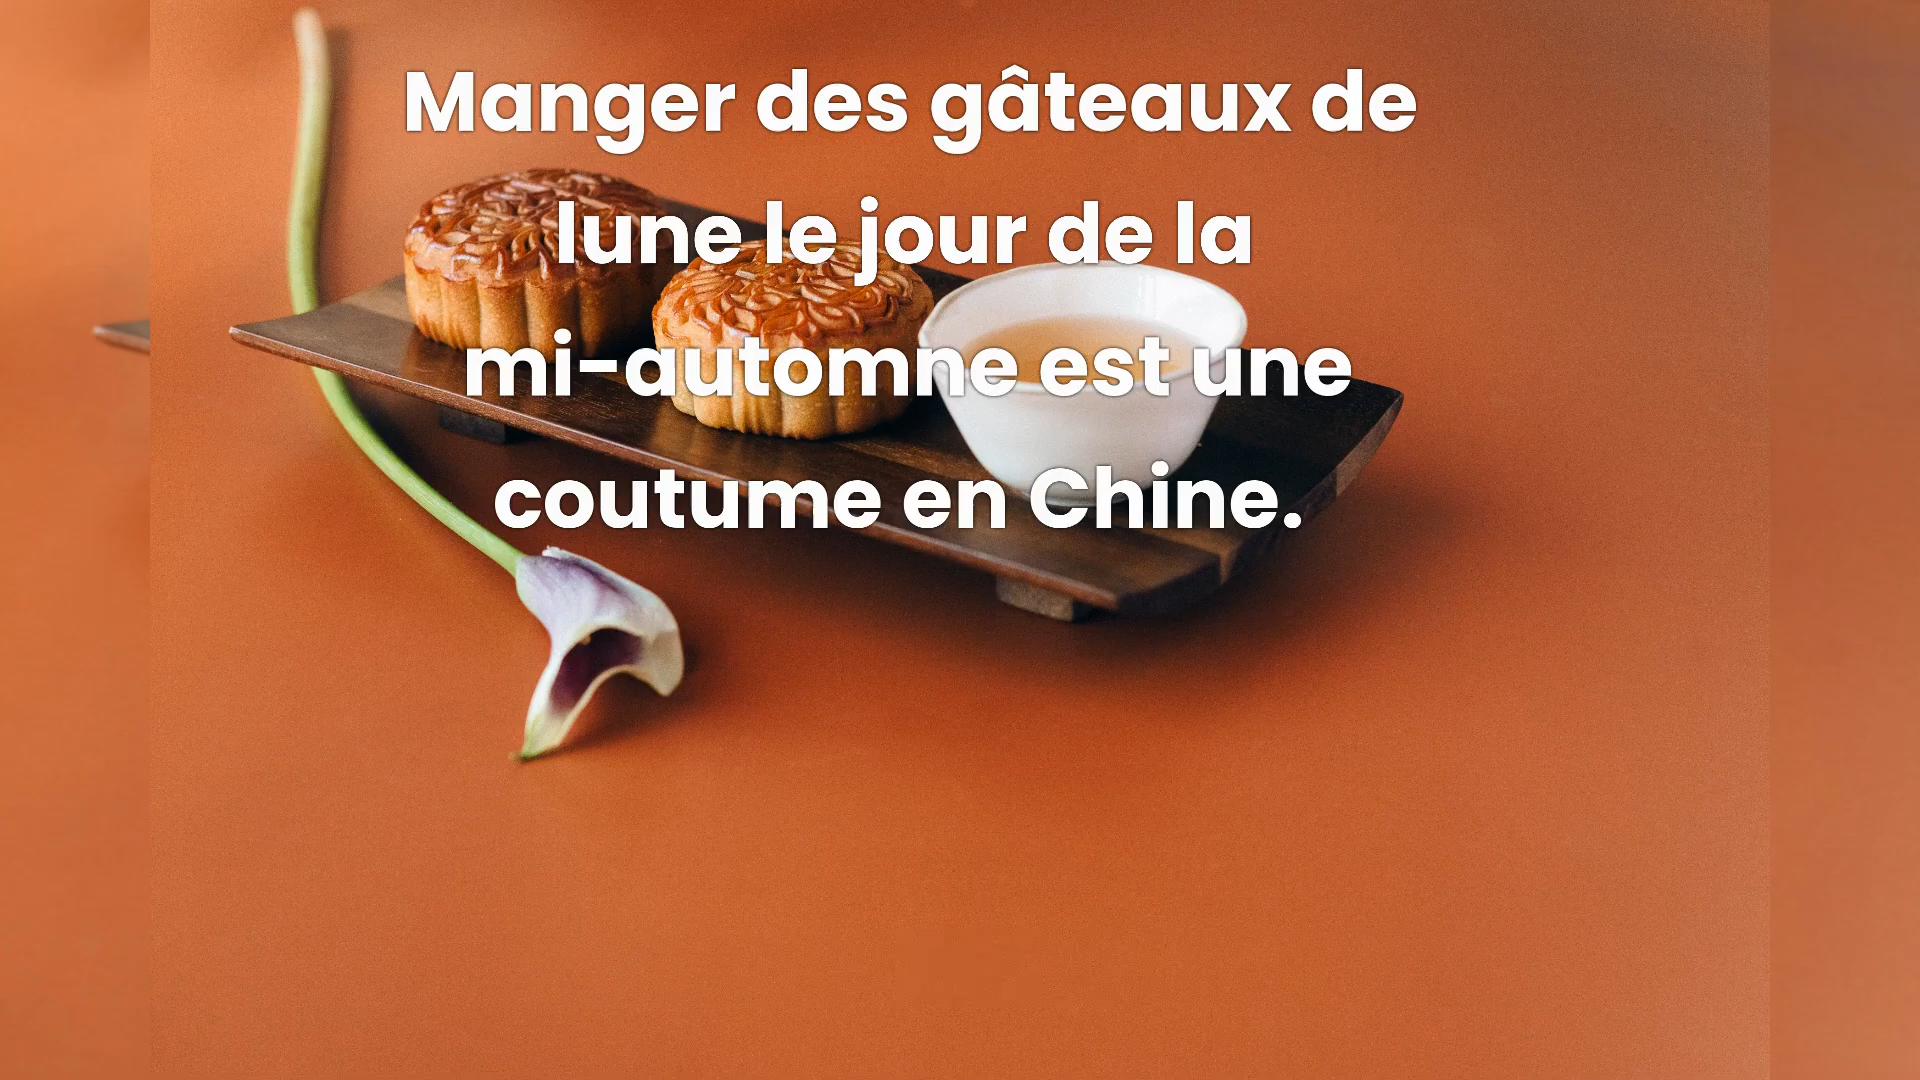 Manger des gâteaux de
lune le jour de la
mi-automne est une
coutume en Chine.